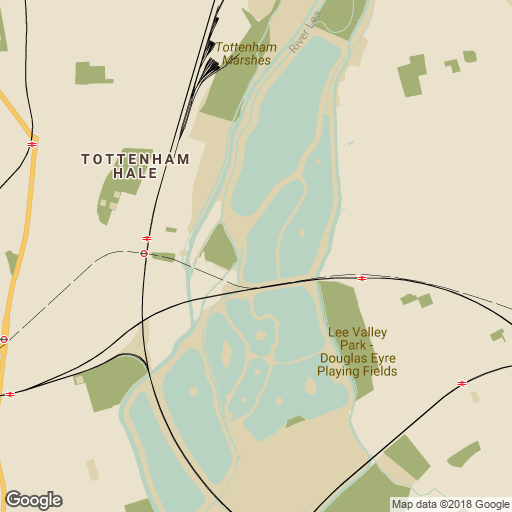 River Lea
Tottenham
Marshes
TOTTENHAM
HALE
Lee Valley
Park -
Douglas Eyre
Playing Fields
Google
Map data ©2018 Google